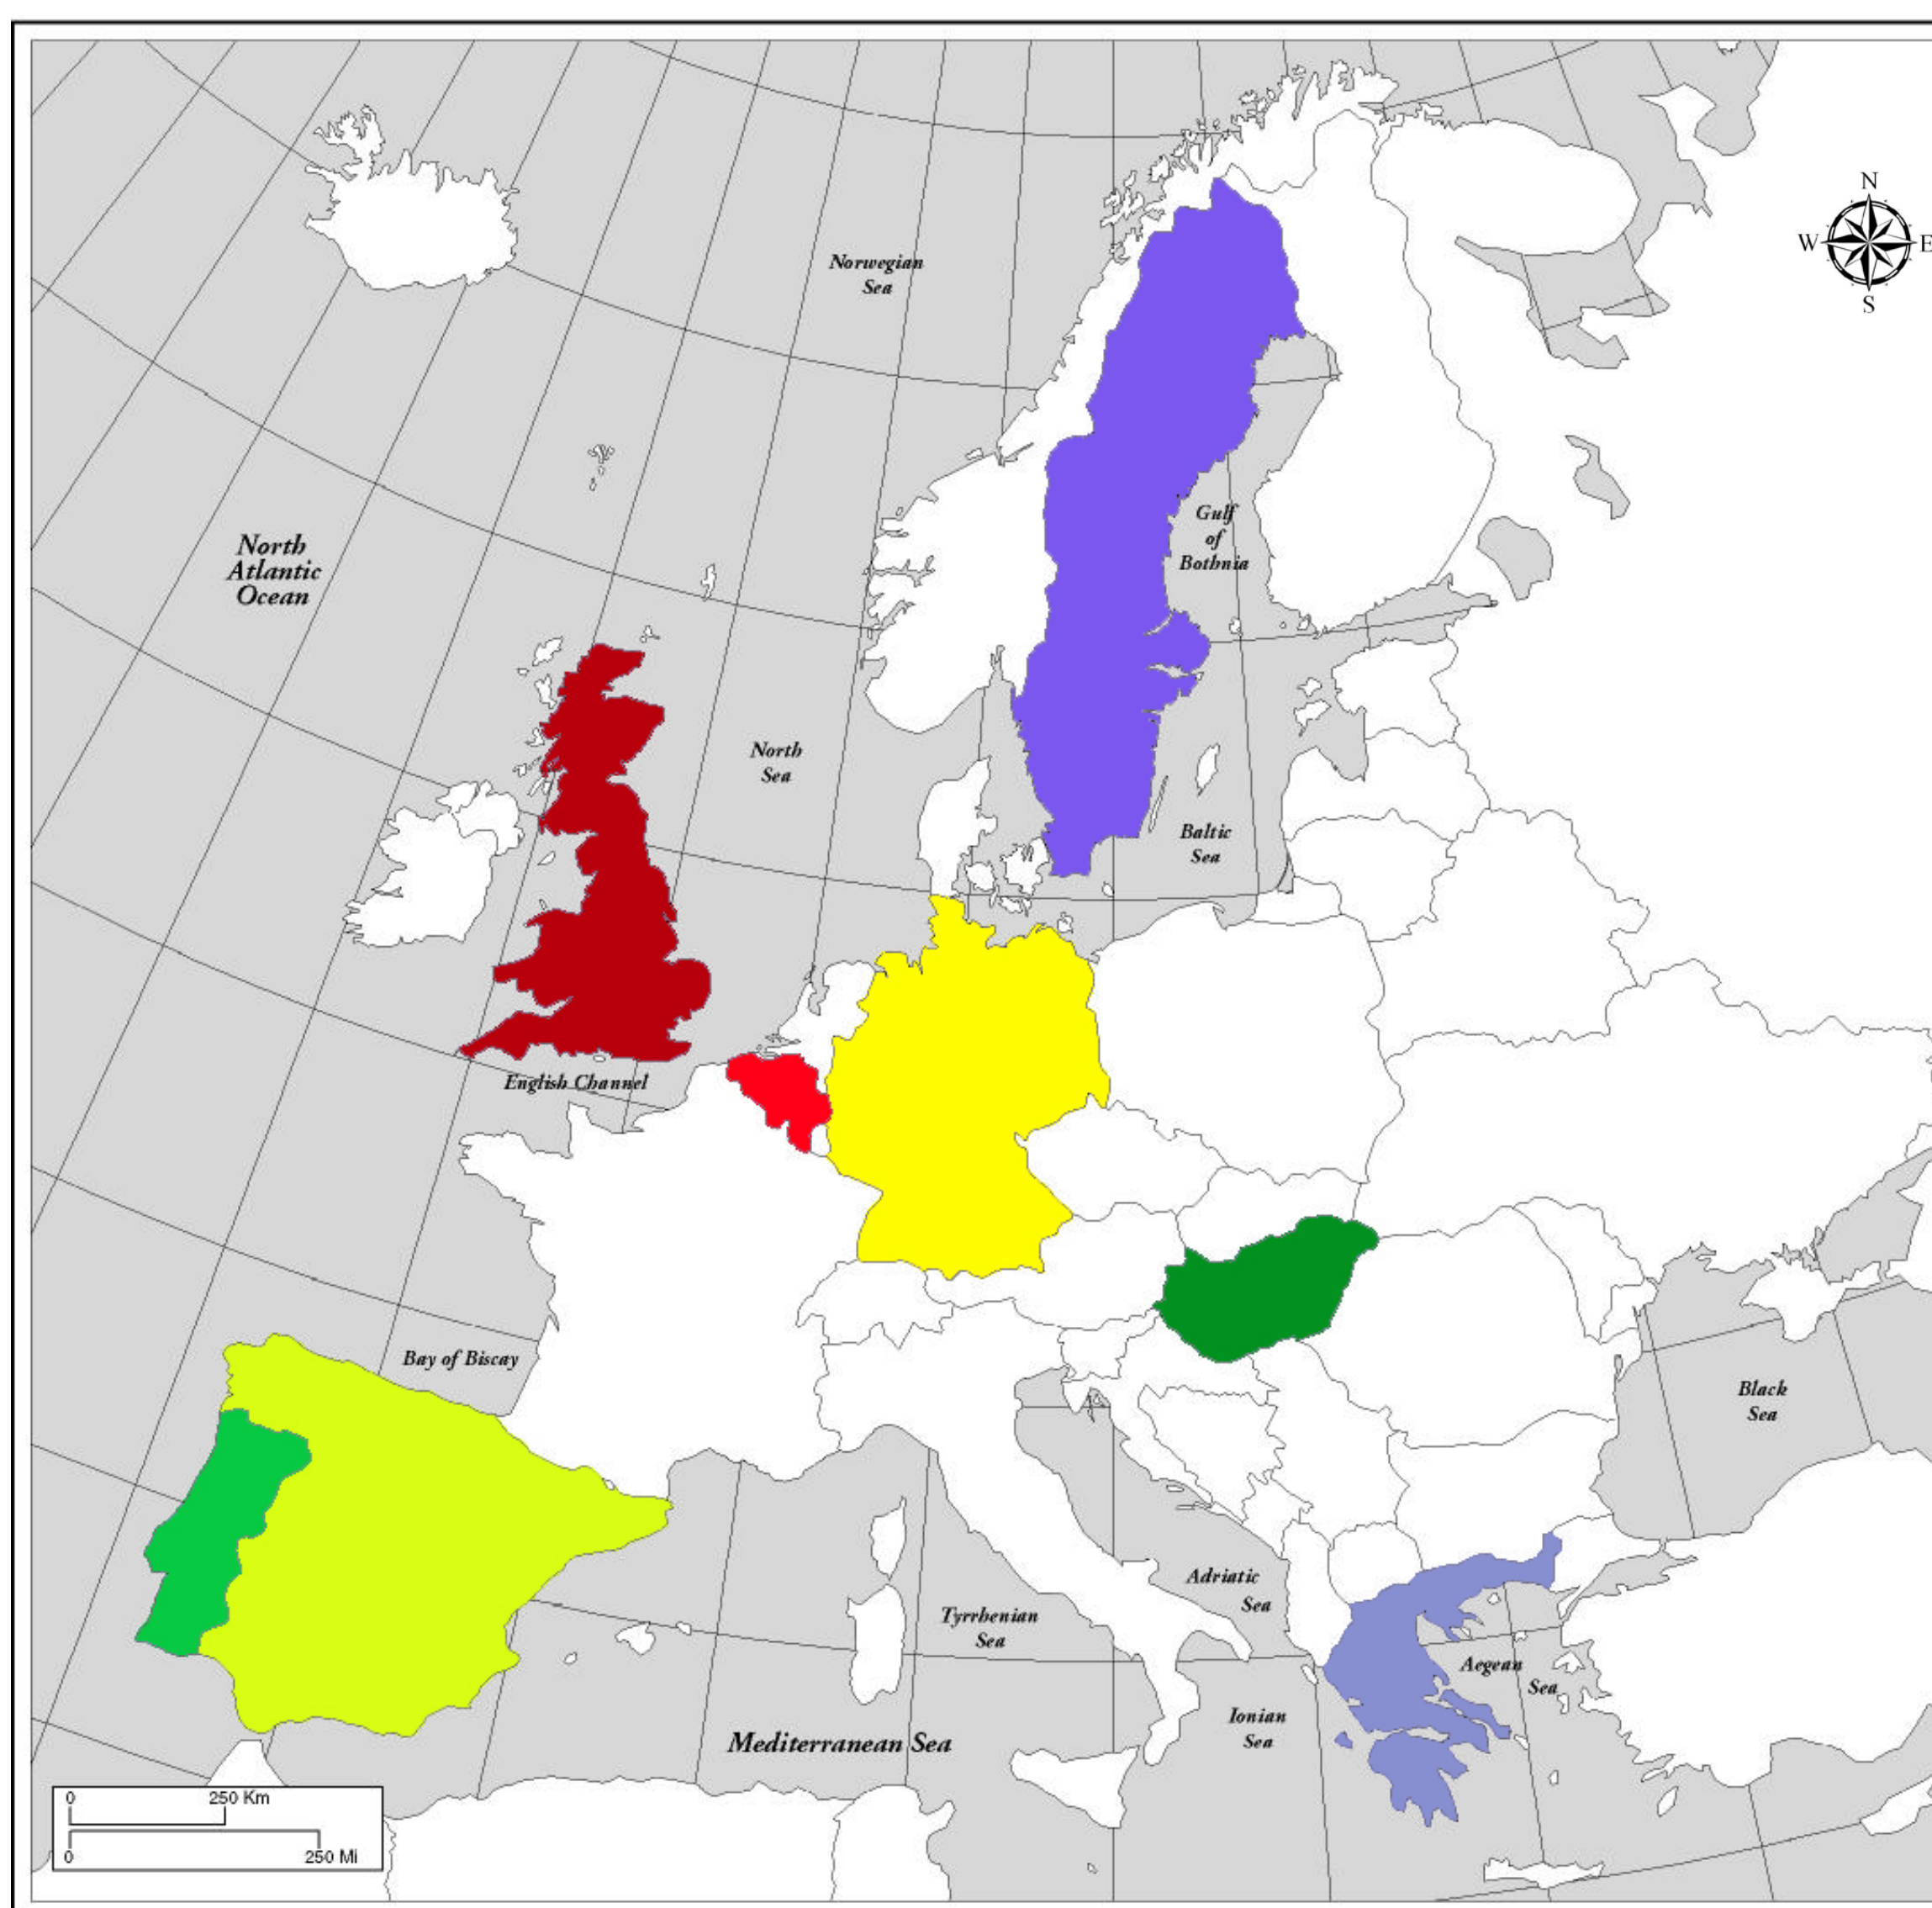 N
W E
S
Norwegian
Sea
North
Atlantic
Ocean
Gulf
of
Bothnia
North
Sea
Baltic
Sea
English Channel
Bay of Biscay
Black
Sea
Adriatic
Sea
Tyrrhenian
Sea
Aegean
Sea
Ionian
Sea
Mediterranean Sea
0 250 Km
0 250 Mi